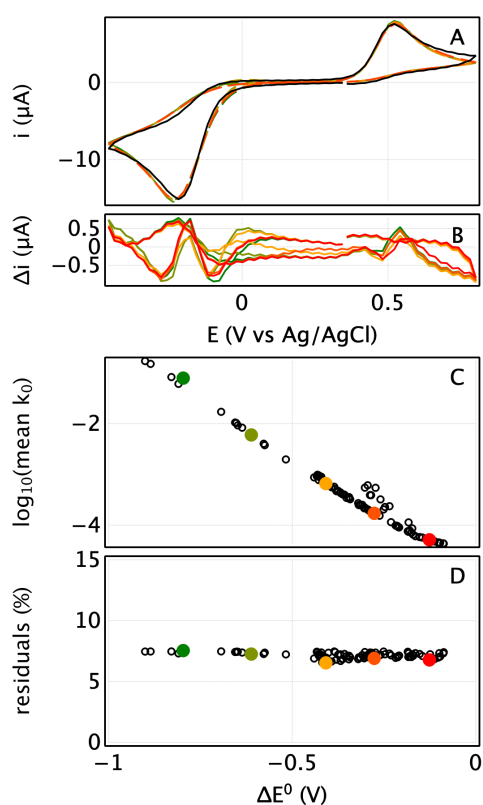 A
i (μA)
0
−10
B
Δi (μA)
0.5
0
−0.5
0
0.5
E (V vs Ag/AgCl)
C
log₁₀(mean k₀)
−2
−4
D
residuals (%)
15
10
5
0
−1
−0.5
0
ΔE⁰ (V)